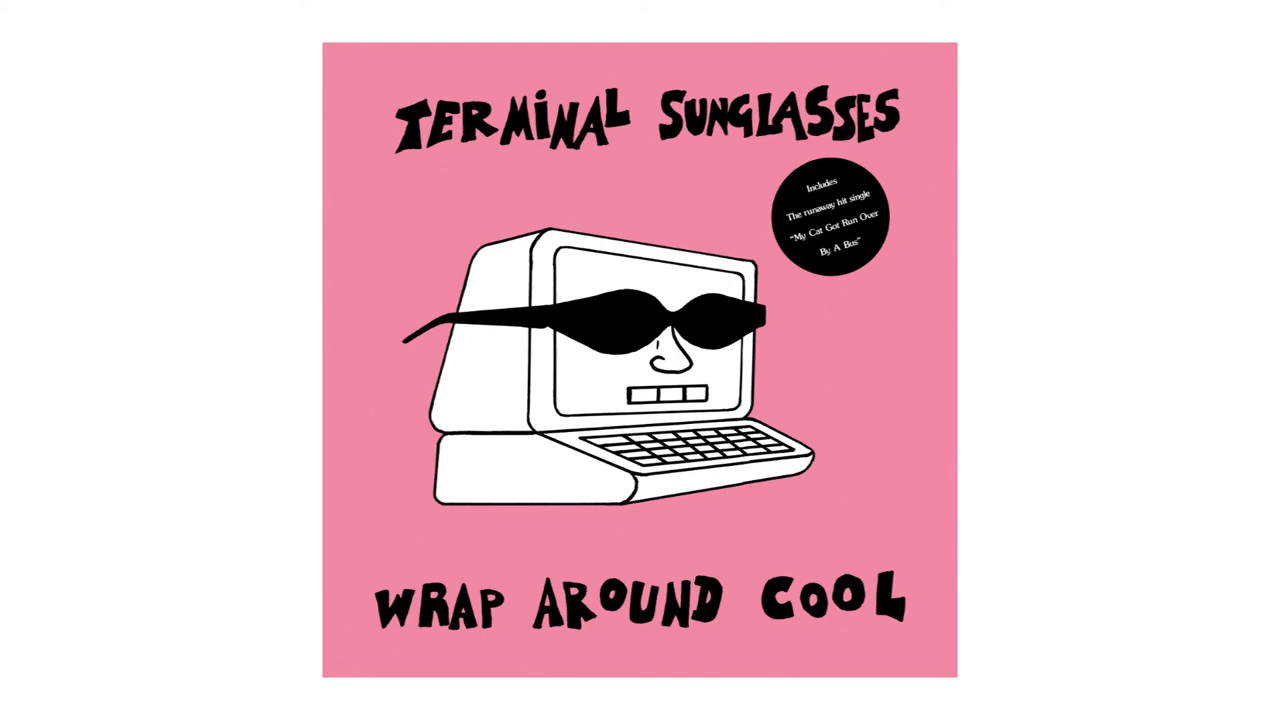 TERMiNAL SUNGLASSES
Includes
The runaway hit single
"My Cat Got Run Over
By A Bus"
WRAP AROUND COOL